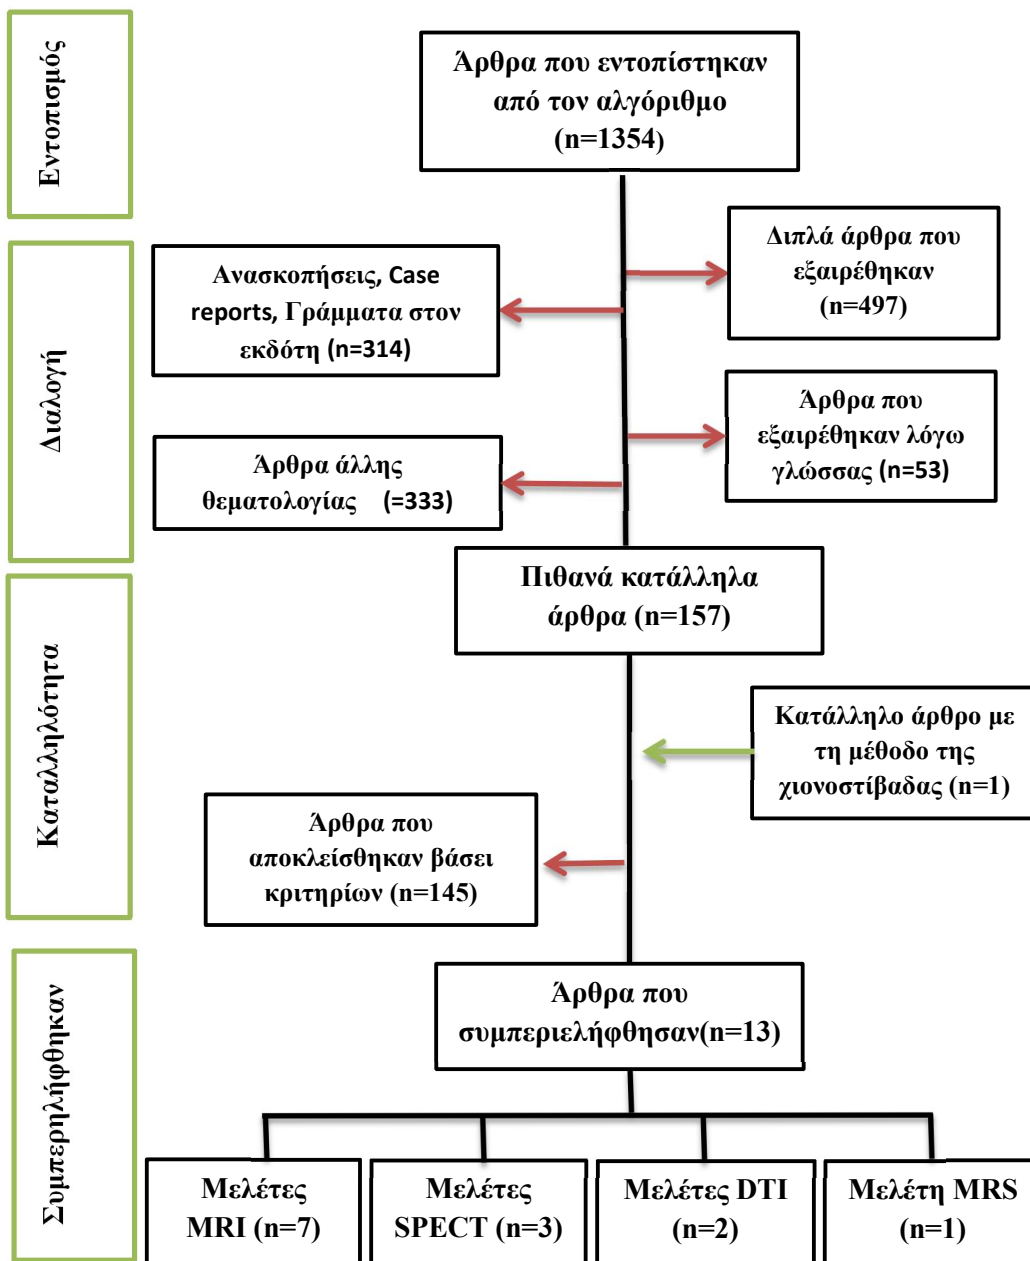 Εντοπισμός
Άρθρα που εντοπίστηκαν
από τον αλγόριθμο
(n=1354)
Διαλογή
Διπλά άρθρα που
εξαιρέθηκαν
(n=497)
Ανασκοπήσεις, Case
reports, Γράμματα στον
εκδότη (n=314)
Άρθρα που
εξαιρέθηκαν λόγω
γλώσσας (n=53)
Άρθρα άλλης
θεματολογίας (=333)
Πιθανά κατάλληλα
άρθρα (n=157)
Καταλληλότητα
Κατάλληλο άρθρο με
τη μέθοδο της
χιονοστίβαδας (n=1)
Άρθρα που
αποκλείσθηκαν βάσει
κριτηρίων (n=145)
Συμπερηλήφθηκαν
Άρθρα που
συμπεριελήφθησαν(n=13)
Μελέτες
MRI (n=7)
Μελέτες
SPECT (n=3)
Μελέτες DTI
(n=2)
Μελέτη MRS
(n=1)